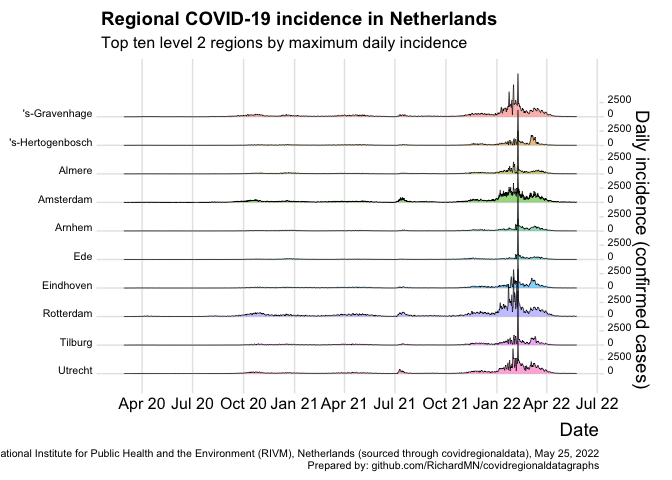 Regional COVID-19 incidence in Netherlands
Top ten level 2 regions by maximum daily incidence
's-Gravenhage
2500
0
's-Hertogenbosch
2500
0
Almere
2500
0
Amsterdam
2500
0
Arnhem
2500
0
Ede
2500
0
Eindhoven
2500
0
Rotterdam
2500
0
Tilburg
2500
0
Utrecht
2500
0
Daily incidence (confirmed cases)
Apr 20 Jul 20 Oct 20 Jan 21 Apr 21 Jul 21 Oct 21 Jan 22 Apr 22 Jul 22
Date
ational Institute for Public Health and the Environment (RIVM), Netherlands (sourced through covidregionaldata), May 25, 2022
Prepared by: github.com/RichardMN/covidregionaldatagraphs